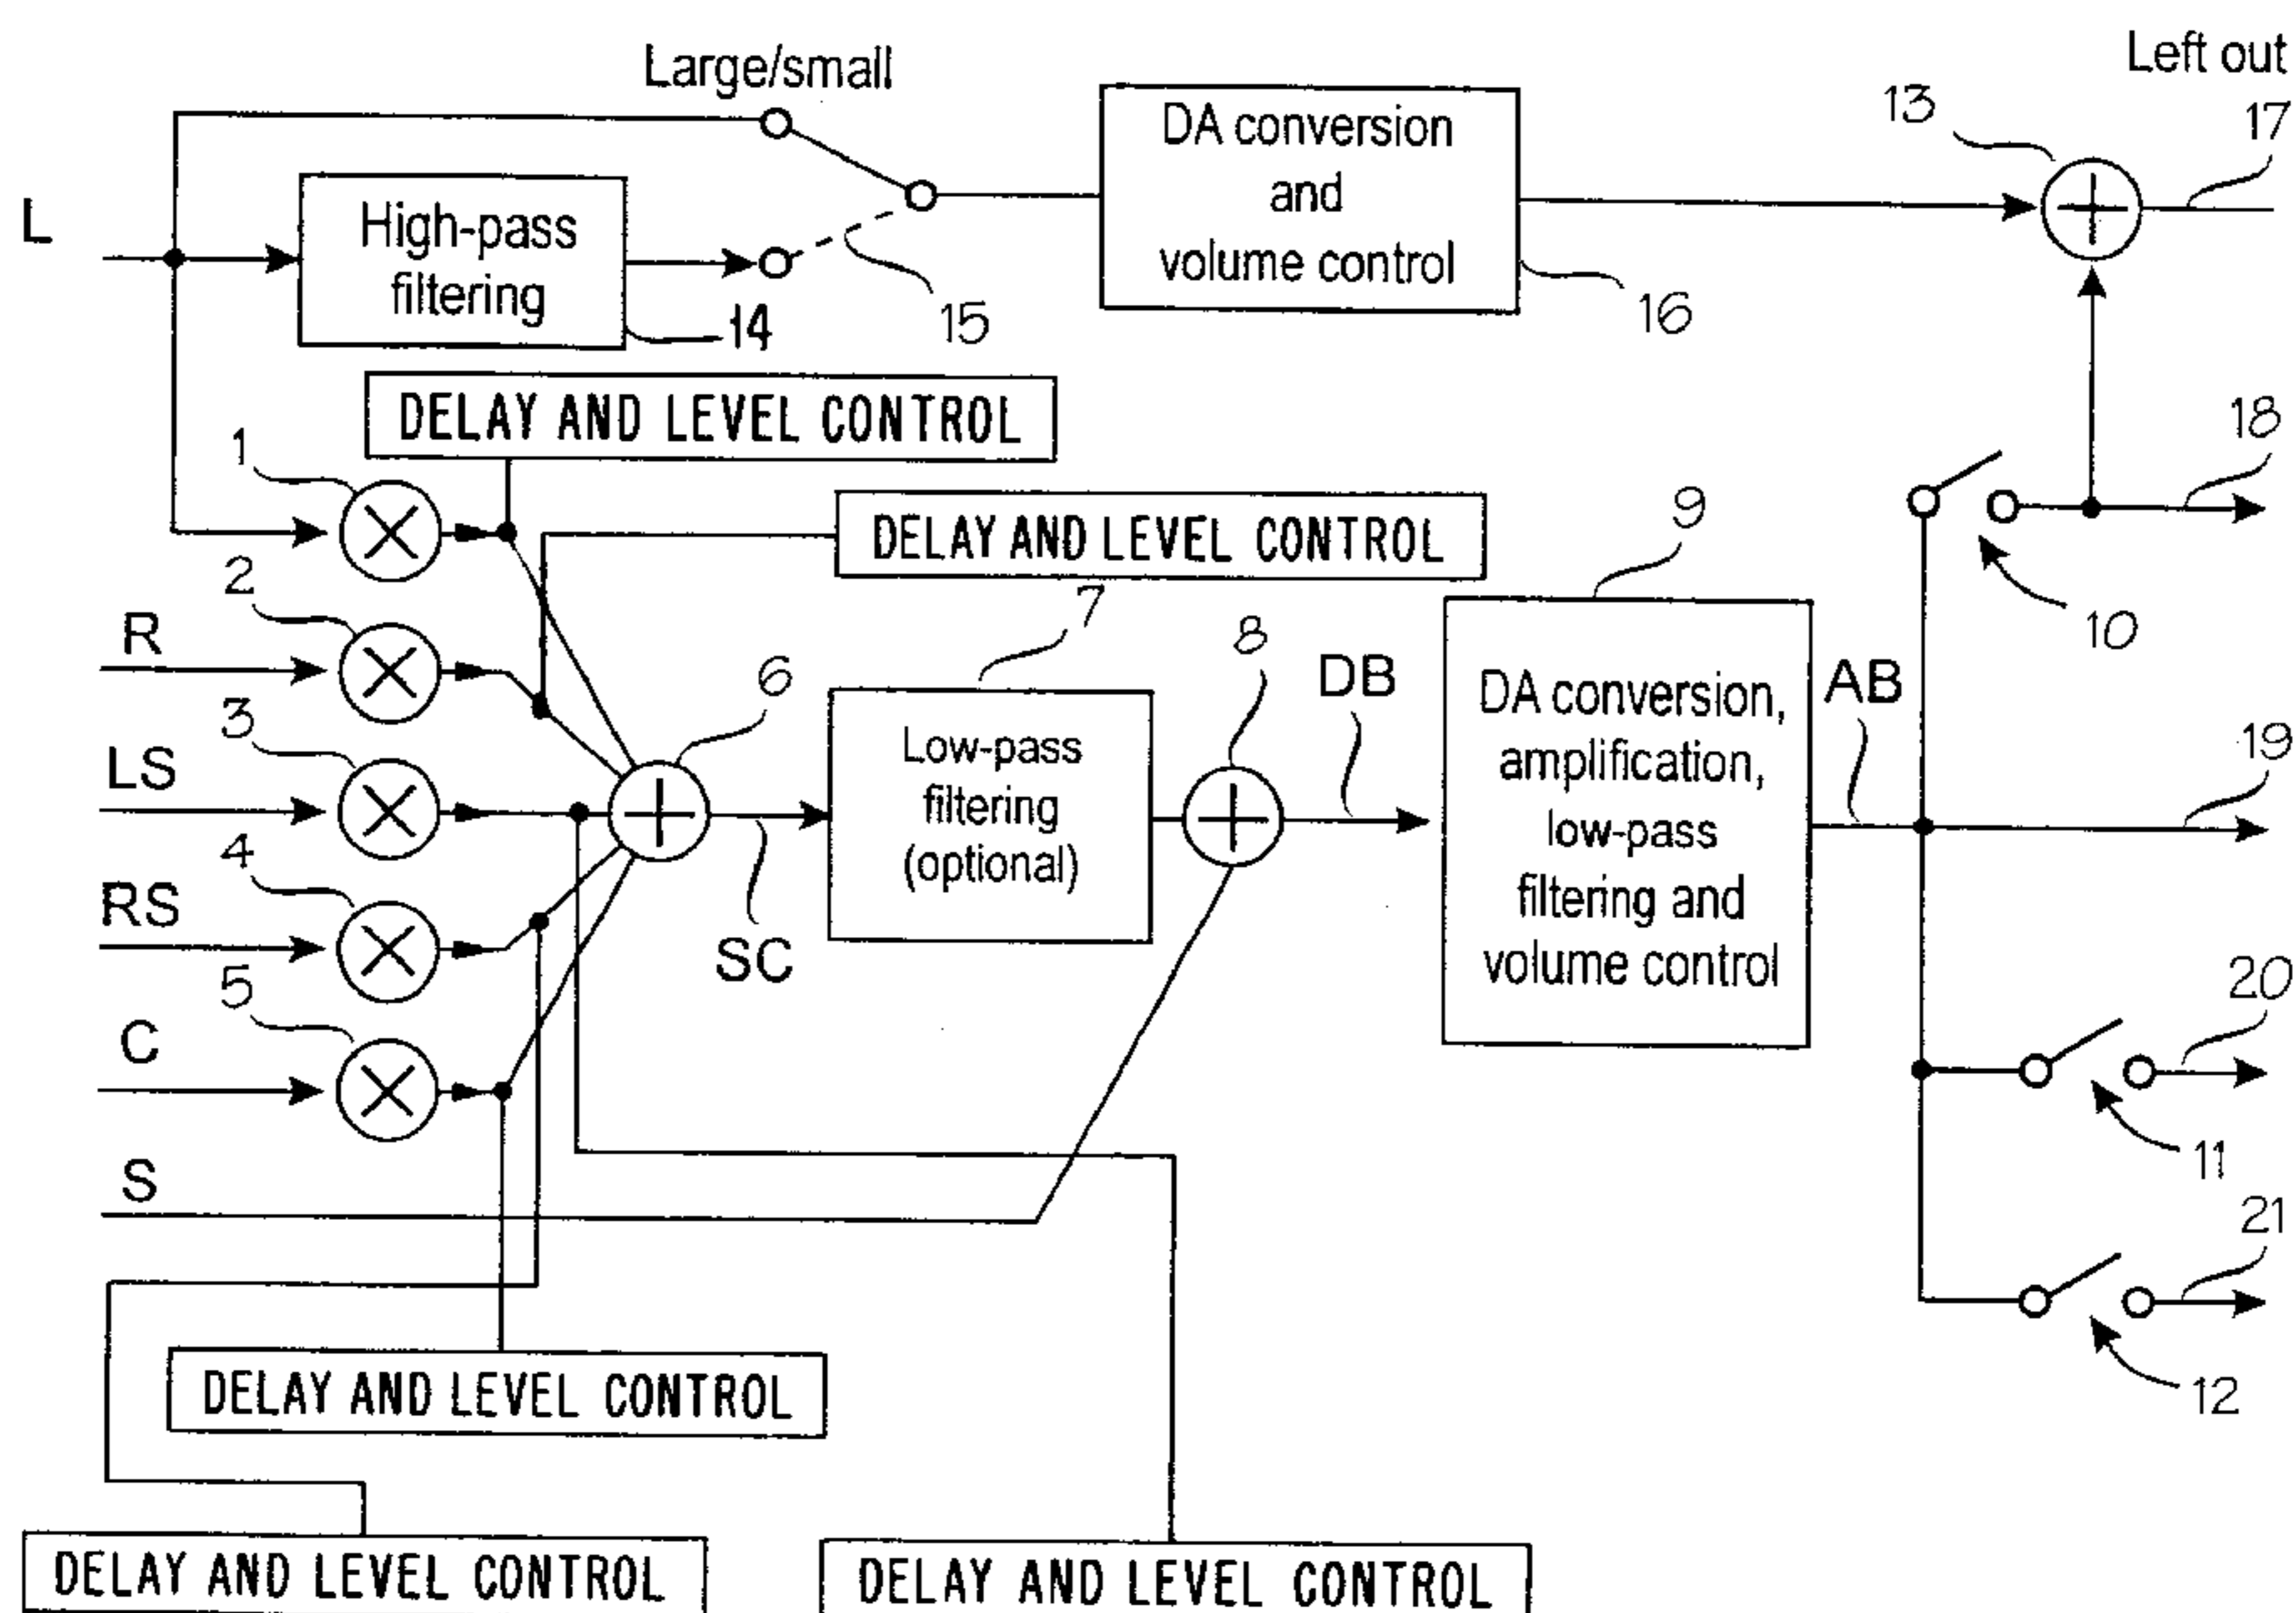 Large/small
Left out
DA conversion
and
volume control
13
17
L
High-pass
filtering
14
15
16
DELAY AND LEVEL CONTROL
1
18
DELAY AND LEVEL CONTROL
9
2
7
10
R
6
8
DB
DA conversion,
amplification,
low-pass
filtering and
volume control
AB
3
LS
Low-pass
filtering
(optional)
19
4
RS
SC
5
20
C
11
S
21
12
DELAY AND LEVEL CONTROL
DELAY AND LEVEL CONTROL
DELAY AND LEVEL CONTROL